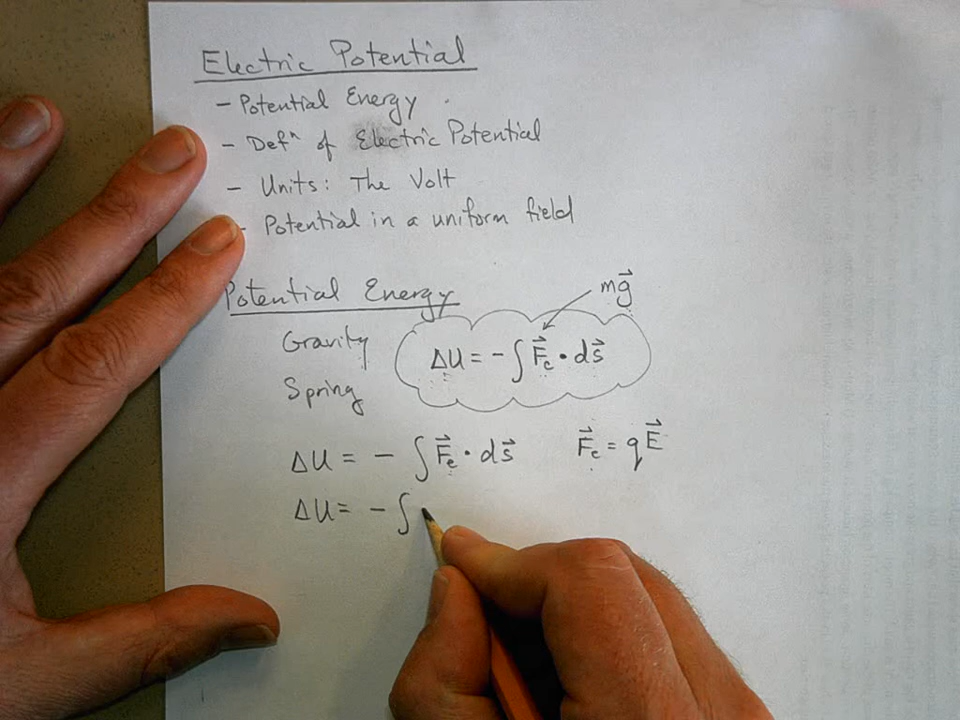 Electric Potential
- Potential Energy
- Defⁿ of Electric Potential
- Units: The Volt
- Potential in a uniform field
Potential Energy
mg⃗
Gravity
ΔU = - ∫ F⃗c • ds⃗
Spring
ΔU = - ∫ F⃗e • ds⃗ F⃗e = qE⃗
ΔU = - ∫